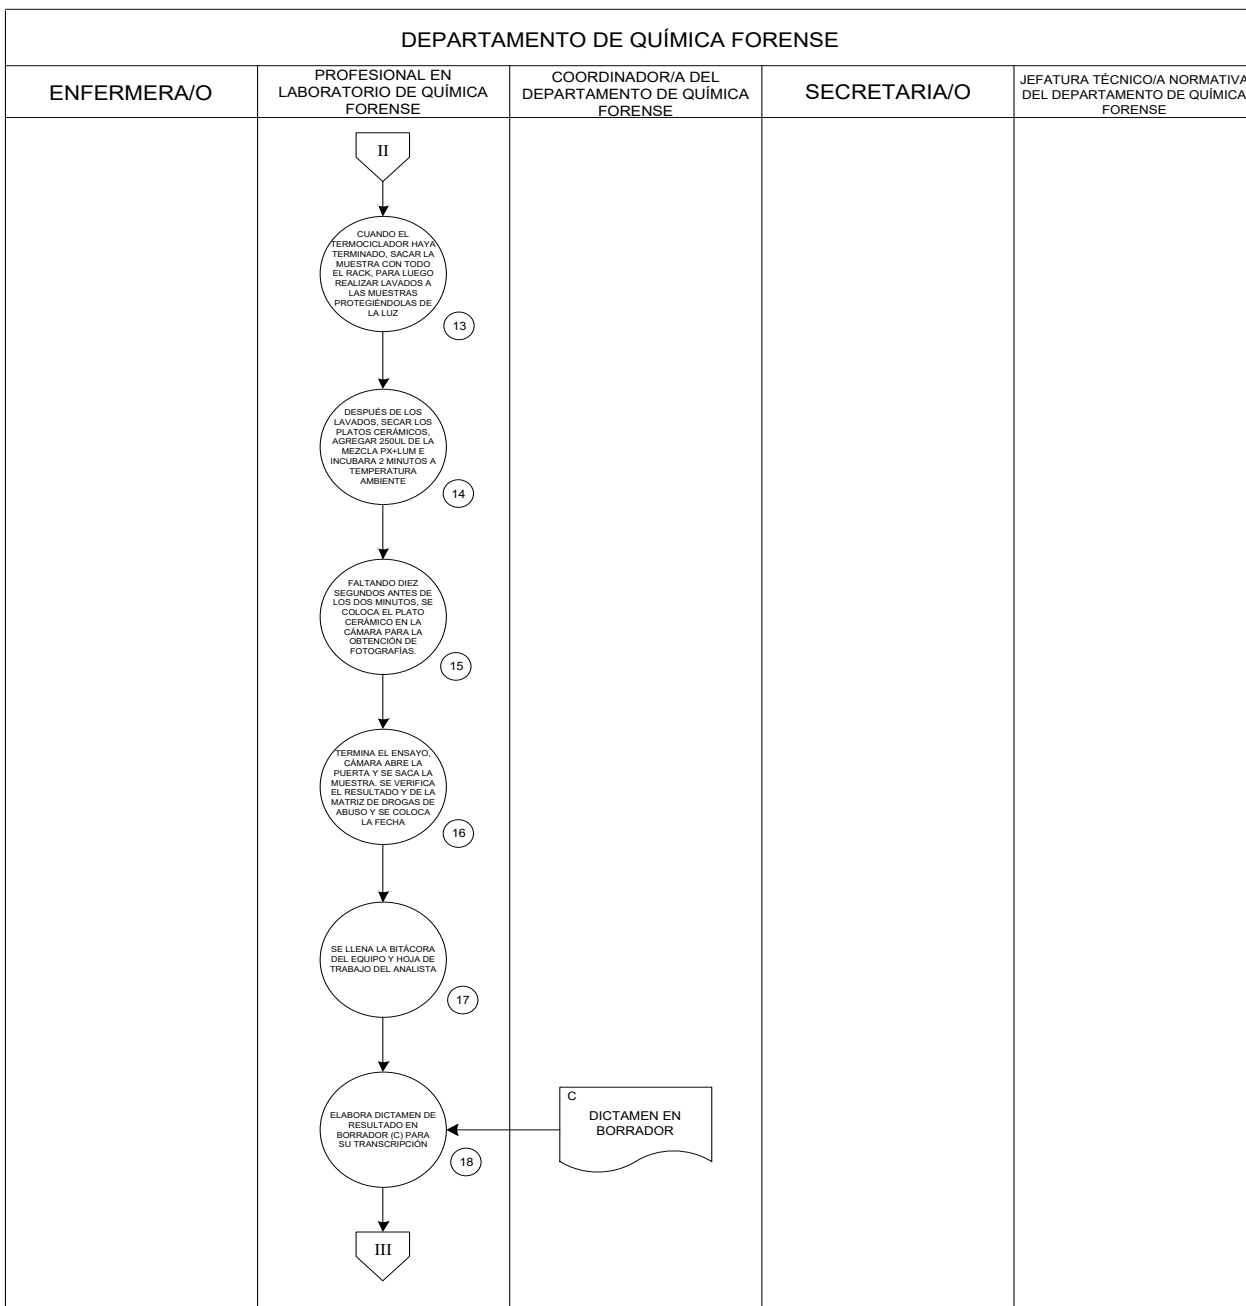 DEPARTAMENTO DE QUÍMICA FORENSE
ENFERMERA/O
PROFESIONAL EN
LABORATORIO DE QUÍMICA
FORENSE
COORDINADOR/A DEL
DEPARTAMENTO DE QUÍMICA
FORENSE
SECRETARIA/O
JEFATURA TÉCNICO/A NORMATIVA
DEL DEPARTAMENTO DE QUÍMICA
FORENSE
II
CUANDO EL
TERMOCICLADOR HAYA
TERMINADO, SACAR LA
MUESTRA CON TODO
EL RACK, PARA LUEGO
REALIZAR LAVADOS A
LAS MUESTRAS
PROTEGIÉNDOLAS DE
LA LUZ
13
DESPUÉS DE LOS
LAVADOS, SECAR LOS
PLATOS CERÁMICOS,
AGREGAR 250UL DE LA
MEZCLA PX+LUM E
INCUBARA 2 MINUTOS A
TEMPERATURA
AMBIENTE
14
FALTANDO DIEZ
SEGUNDOS ANTES DE
LOS DOS MINUTOS, SE
COLOCA EL PLATO
CERÁMICO EN LA
CÁMARA PARA LA
OBTENCIÓN DE
FOTOGRAFÍAS.
15
TERMINA EL ENSAYO,
CÁMARA ABRE LA
PUERTA Y SE SACA LA
MUESTRA. SE VERIFICA
EL RESULTADO Y DE LA
MATRIZ DE DROGAS DE
ABUSO Y SE COLOCA
LA FECHA
16
SE LLENA LA BITÁCORA
DEL EQUIPO Y HOJA DE
TRABAJO DEL ANALISTA
17
ELABORA DICTAMEN DE
RESULTADO EN
BORRADOR (C) PARA
SU TRANSCRIPCIÓN
18
C
DICTAMEN EN
BORRADOR
III